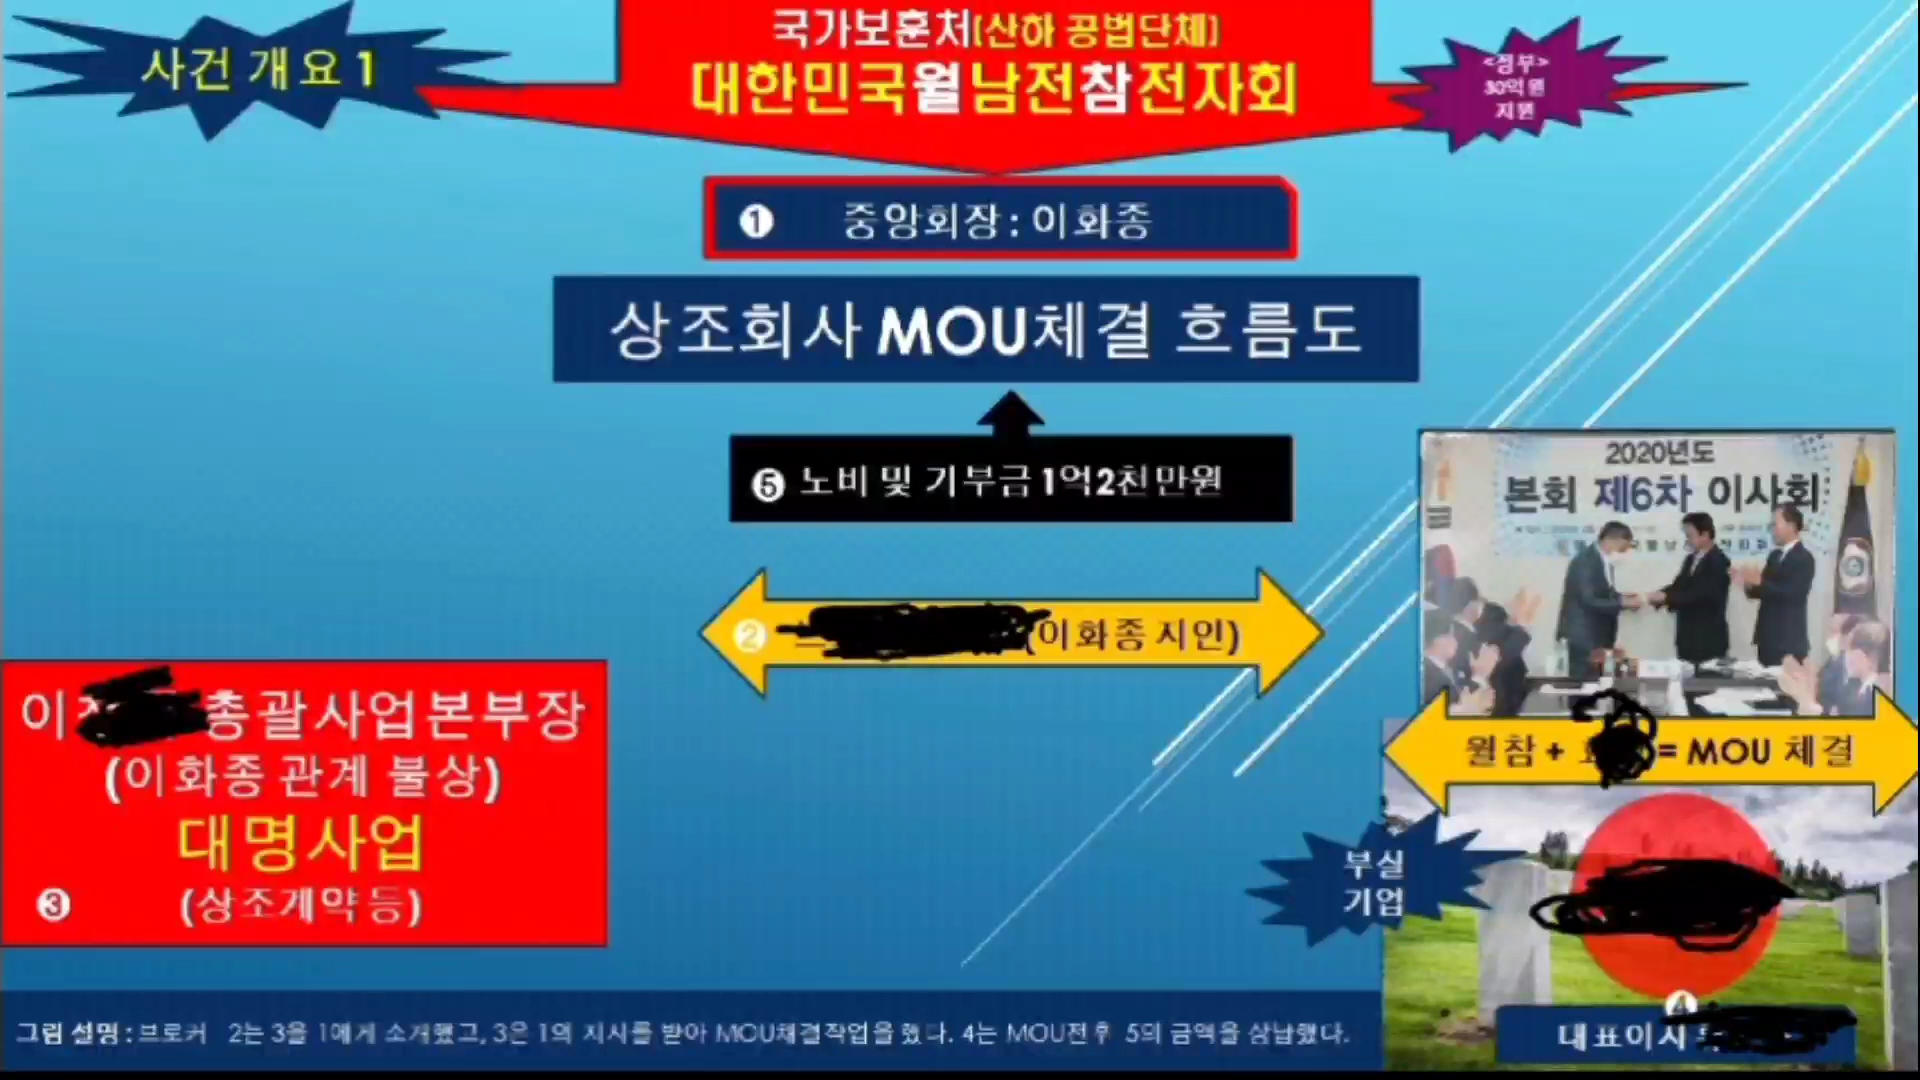 사건 개요 1
국가보훈처(산하 공법단체)
대한민국월남전참전자회
<정부>
30억원
지원
❶ 중앙회장 : 이화종
상조회사 MOU체결 흐름도
❺ 노비 및 기부금 1억2천만원
❷ (이화종 지인)
2020년도
본회 제6차 이사회
이 총괄사업본부장
(이화종 관계 불상)
대명사업
(상조계약 등)
❸
월참 + = MOU 체결
부실
기업
❹
대표이사
그림 설명 : 브로커 2는 3을 1에게 소개했고, 3은 1의 지시를 받아 MOU체결작업을 했다. 4는 MOU전후 5의 금액을 상납했다.